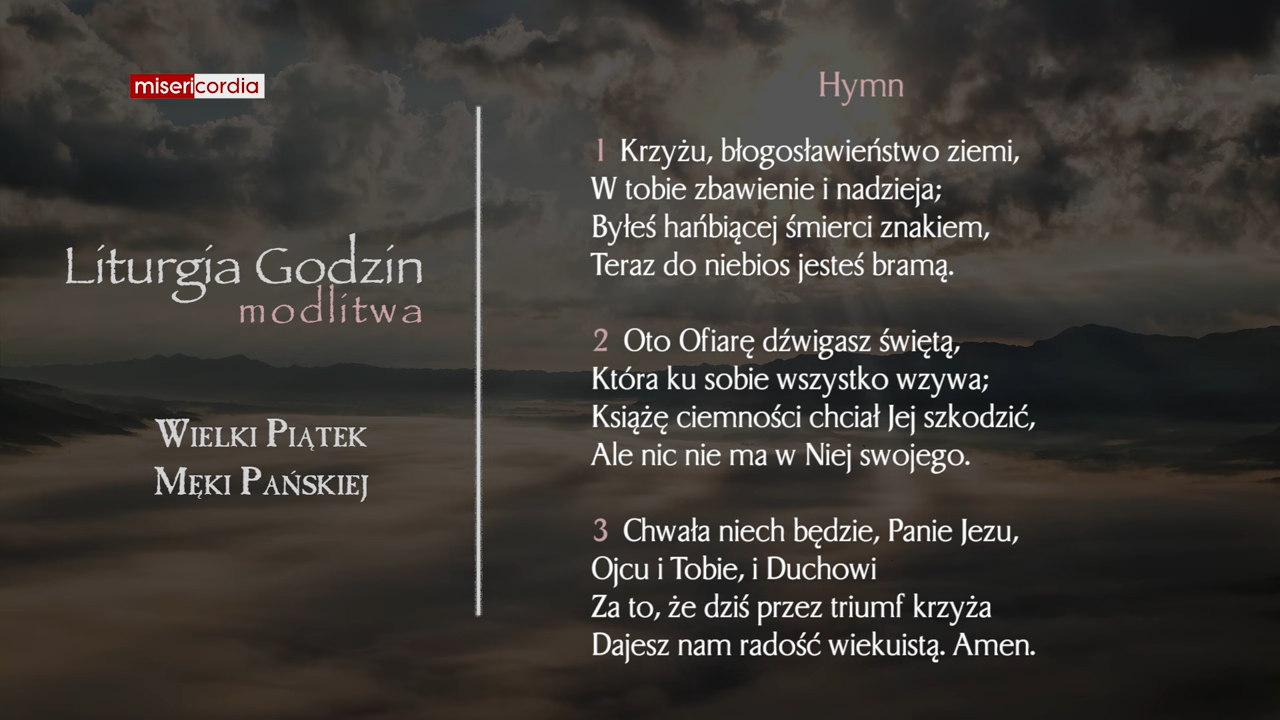 misericordia
Liturgia Godzin
modlitwa
Wielki Piątek
Męki Pańskiej
Hymn
1 Krzyżu, błogosławieństwo ziemi,
W tobie zbawienie i nadzieja;
Byłeś hańbiącej śmierci znakiem,
Teraz do niebios jesteś bramą.
2 Oto Ofiarę dźwigasz świętą,
Która ku sobie wszystko wzywa;
Książę ciemności chciał Jej szkodzić,
Ale nic nie ma w Niej swojego.
3 Chwała niech będzie, Panie Jezu,
Ojcu i Tobie, i Duchowi
Za to, że dziś przez triumf krzyża
Dajesz nam radość wiekuistą. Amen.